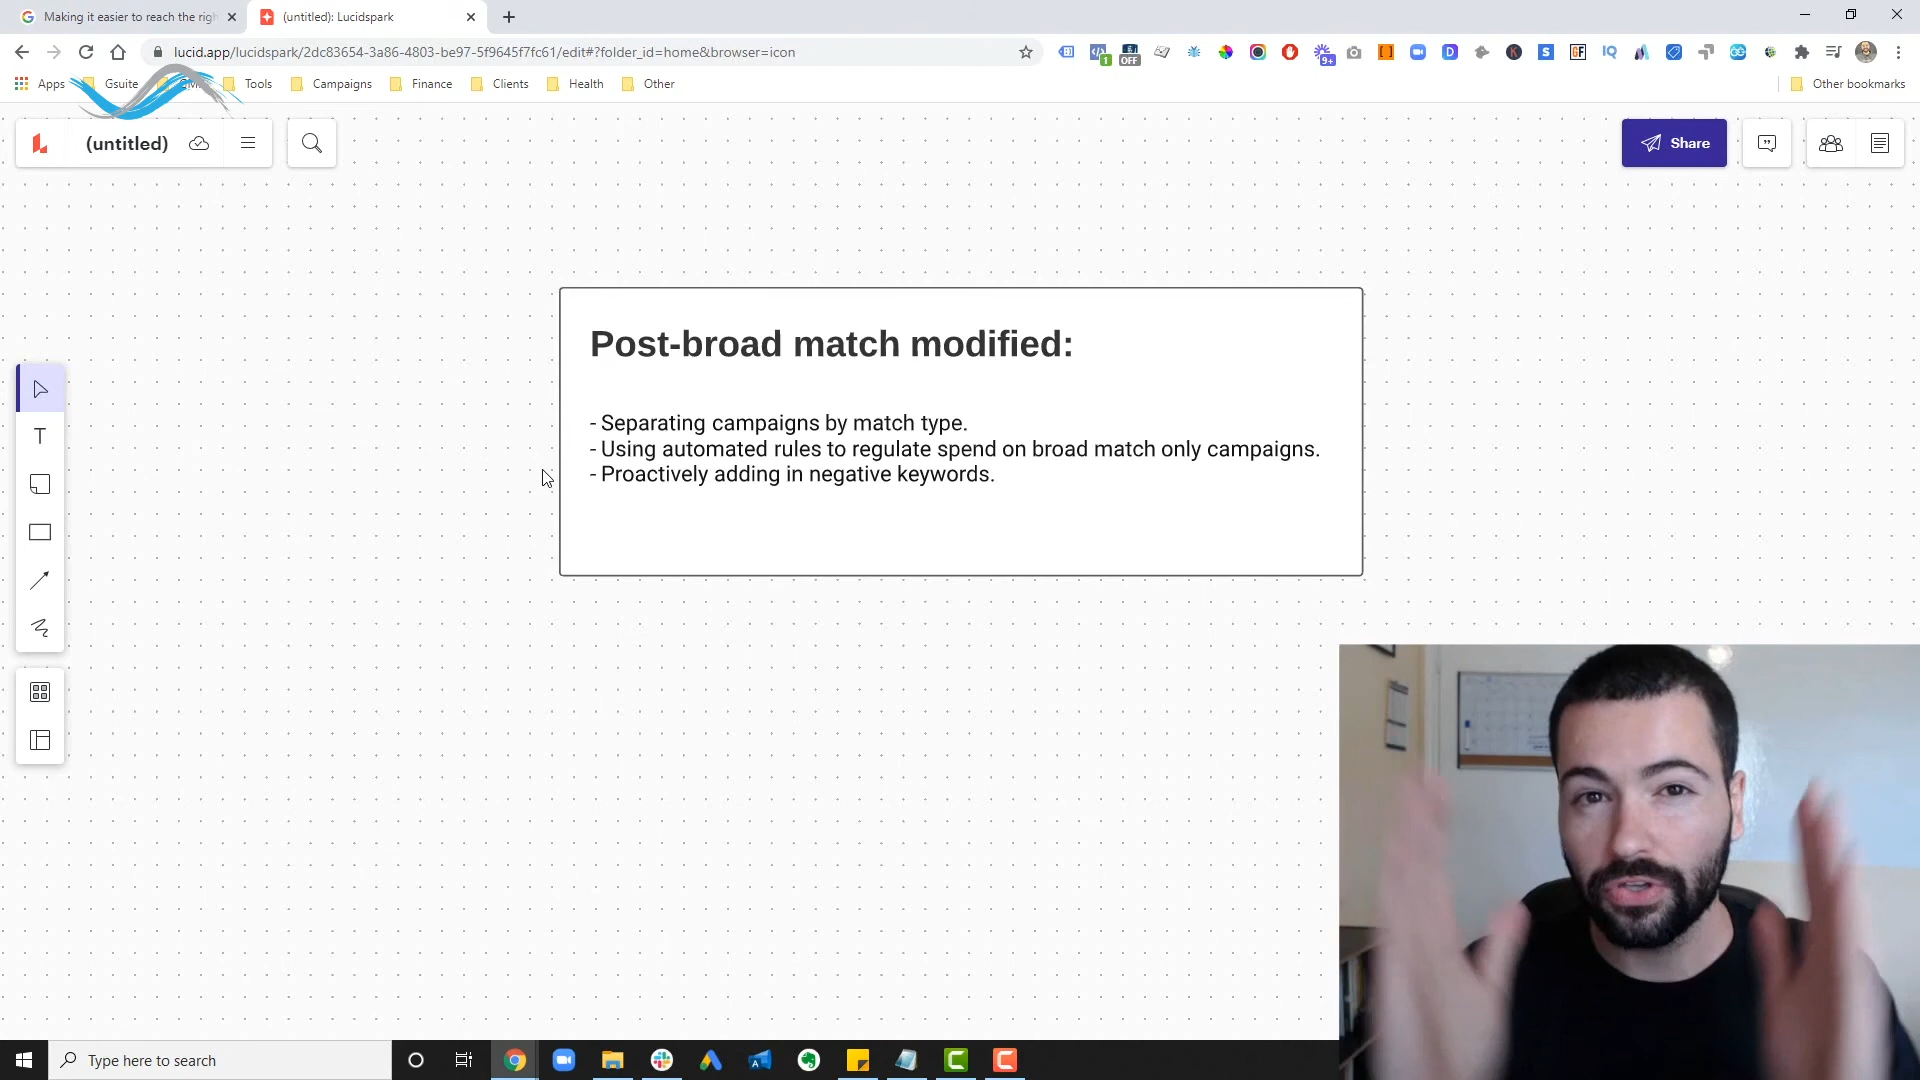 Making it easier to reach the righ
(untitled): Lucidspark
lucid.app/lucidspark/2dc83654-3a86-4803-be97-5f9645f7fc61/edit#?folder_id=home&browser=icon
1
OFF
9+
Apps
Gsuite
Tools
Campaigns
Finance
Clients
Health
Other
Other bookmarks
(untitled)
Share
Post-broad match modified:
- Separating campaigns by match type.
- Using automated rules to regulate spend on broad match only campaigns.
- Proactively adding in negative keywords.
T
Type here to search